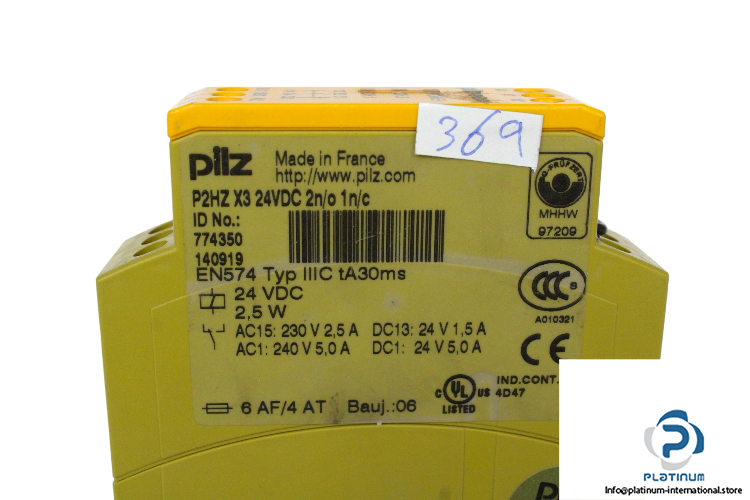 369
pilz
Made in France
http://www.pilz.com
P2HZ X3 24VDC 2n/o 1n/c
ID No.:
774350
140919
EN574 Typ IIIC tA30ms
24 VDC
2,5 W
AC15: 230 V 2,5 A DC13: 24 V 1,5 A
AC1: 240 V 5,0 A DC1: 24 V 5,0 A
6 AF/4 AT Bauj.:06
MHHW
97209
CCC S
A010321
CE
C UL US
LISTED
IND.CONT.
4D47
PLATINUM
Info@platinum-international.store